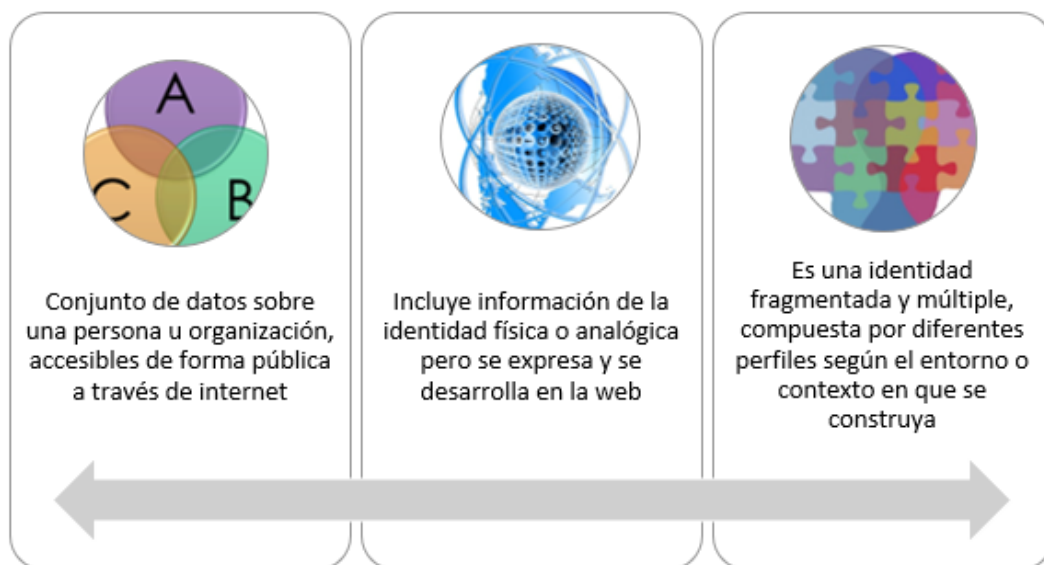 A
C
B
Conjunto de datos sobre
una persona u organización,
accesibles de forma pública
a través de internet
Incluye información de la
identidad física o analógica
pero se expresa y se
desarrolla en la web
Es una identidad
fragmentada y múltiple,
compuesta por diferentes
perfiles según el entorno o
contexto en que se
construya